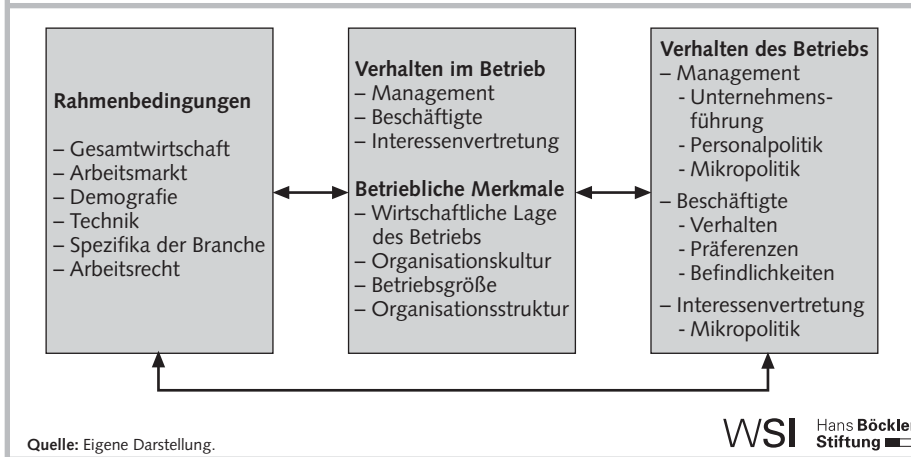 Rahmenbedingungen
– Gesamtwirtschaft
– Arbeitsmarkt
– Demografie
– Technik
– Spezifika der Branche
– Arbeitsrecht
Verhalten im Betrieb
– Management
– Beschäftigte
– Interessenvertretung
Betriebliche Merkmale
– Wirtschaftliche Lage
des Betriebs
– Organisationskultur
– Betriebsgröße
– Organisationsstruktur
Verhalten des Betriebs
– Management
- Unternehmens-
führung
- Personalpolitik
- Mikropolitik
– Beschäftigte
- Verhalten
- Präferenzen
- Befindlichkeiten
– Interessenvertretung
- Mikropolitik
Quelle: Eigene Darstellung.
WSI
Hans Böckler
Stiftung